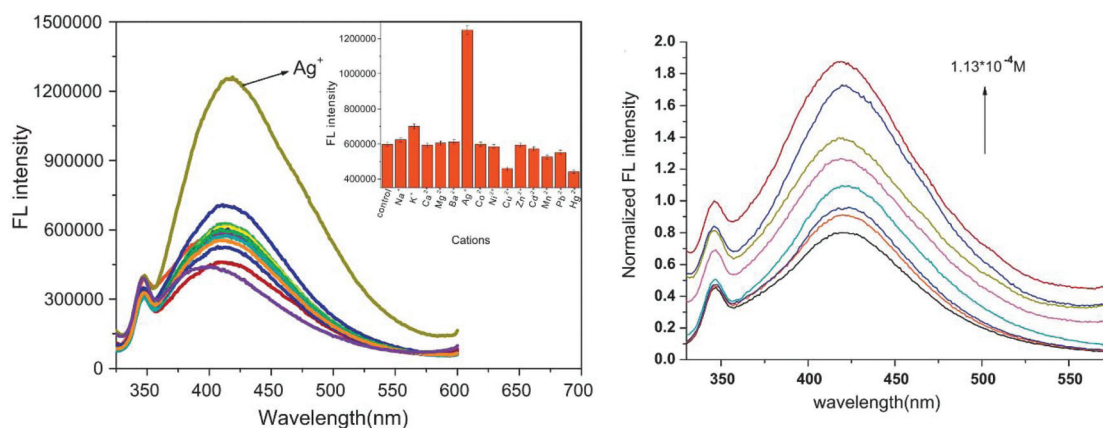 1500000
1200000
900000
600000
300000
0
350
400
450
500
550
600
650
700
FL intensity
Wavelength(nm)
Ag⁺
1200000
1000000
800000
600000
400000
FL intensity
control
Na⁺
K⁺
Ca²⁺
Mg²⁺
Ba²⁺
Ag⁺
Co²⁺
Ni²⁺
Cu²⁺
Zn²⁺
Cd²⁺
Mn²⁺
Pb²⁺
Hg²⁺
Cations
2.0
1.8
1.6
1.4
1.2
1.0
0.8
0.6
0.4
0.2
0.0
350
400
450
500
550
Normalized FL intensity
wavelength(nm)
1.13*10⁻⁴M